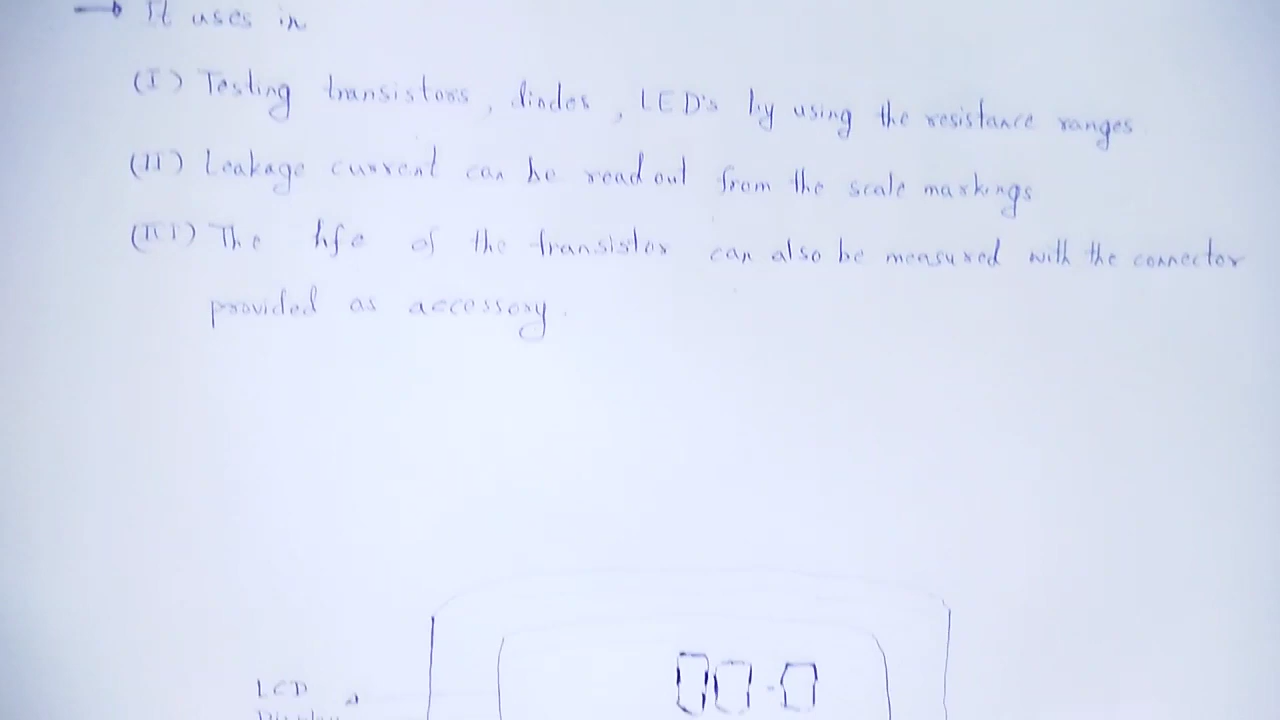 → It uses in
(I) Testing transistors, diodes, LED's by using the resistance ranges
(II) Leakage current can be read out from the scale markings
(III) The hfe of the transistor can also be measured with the connector
provided as accessory.
00.0
LCD
Display